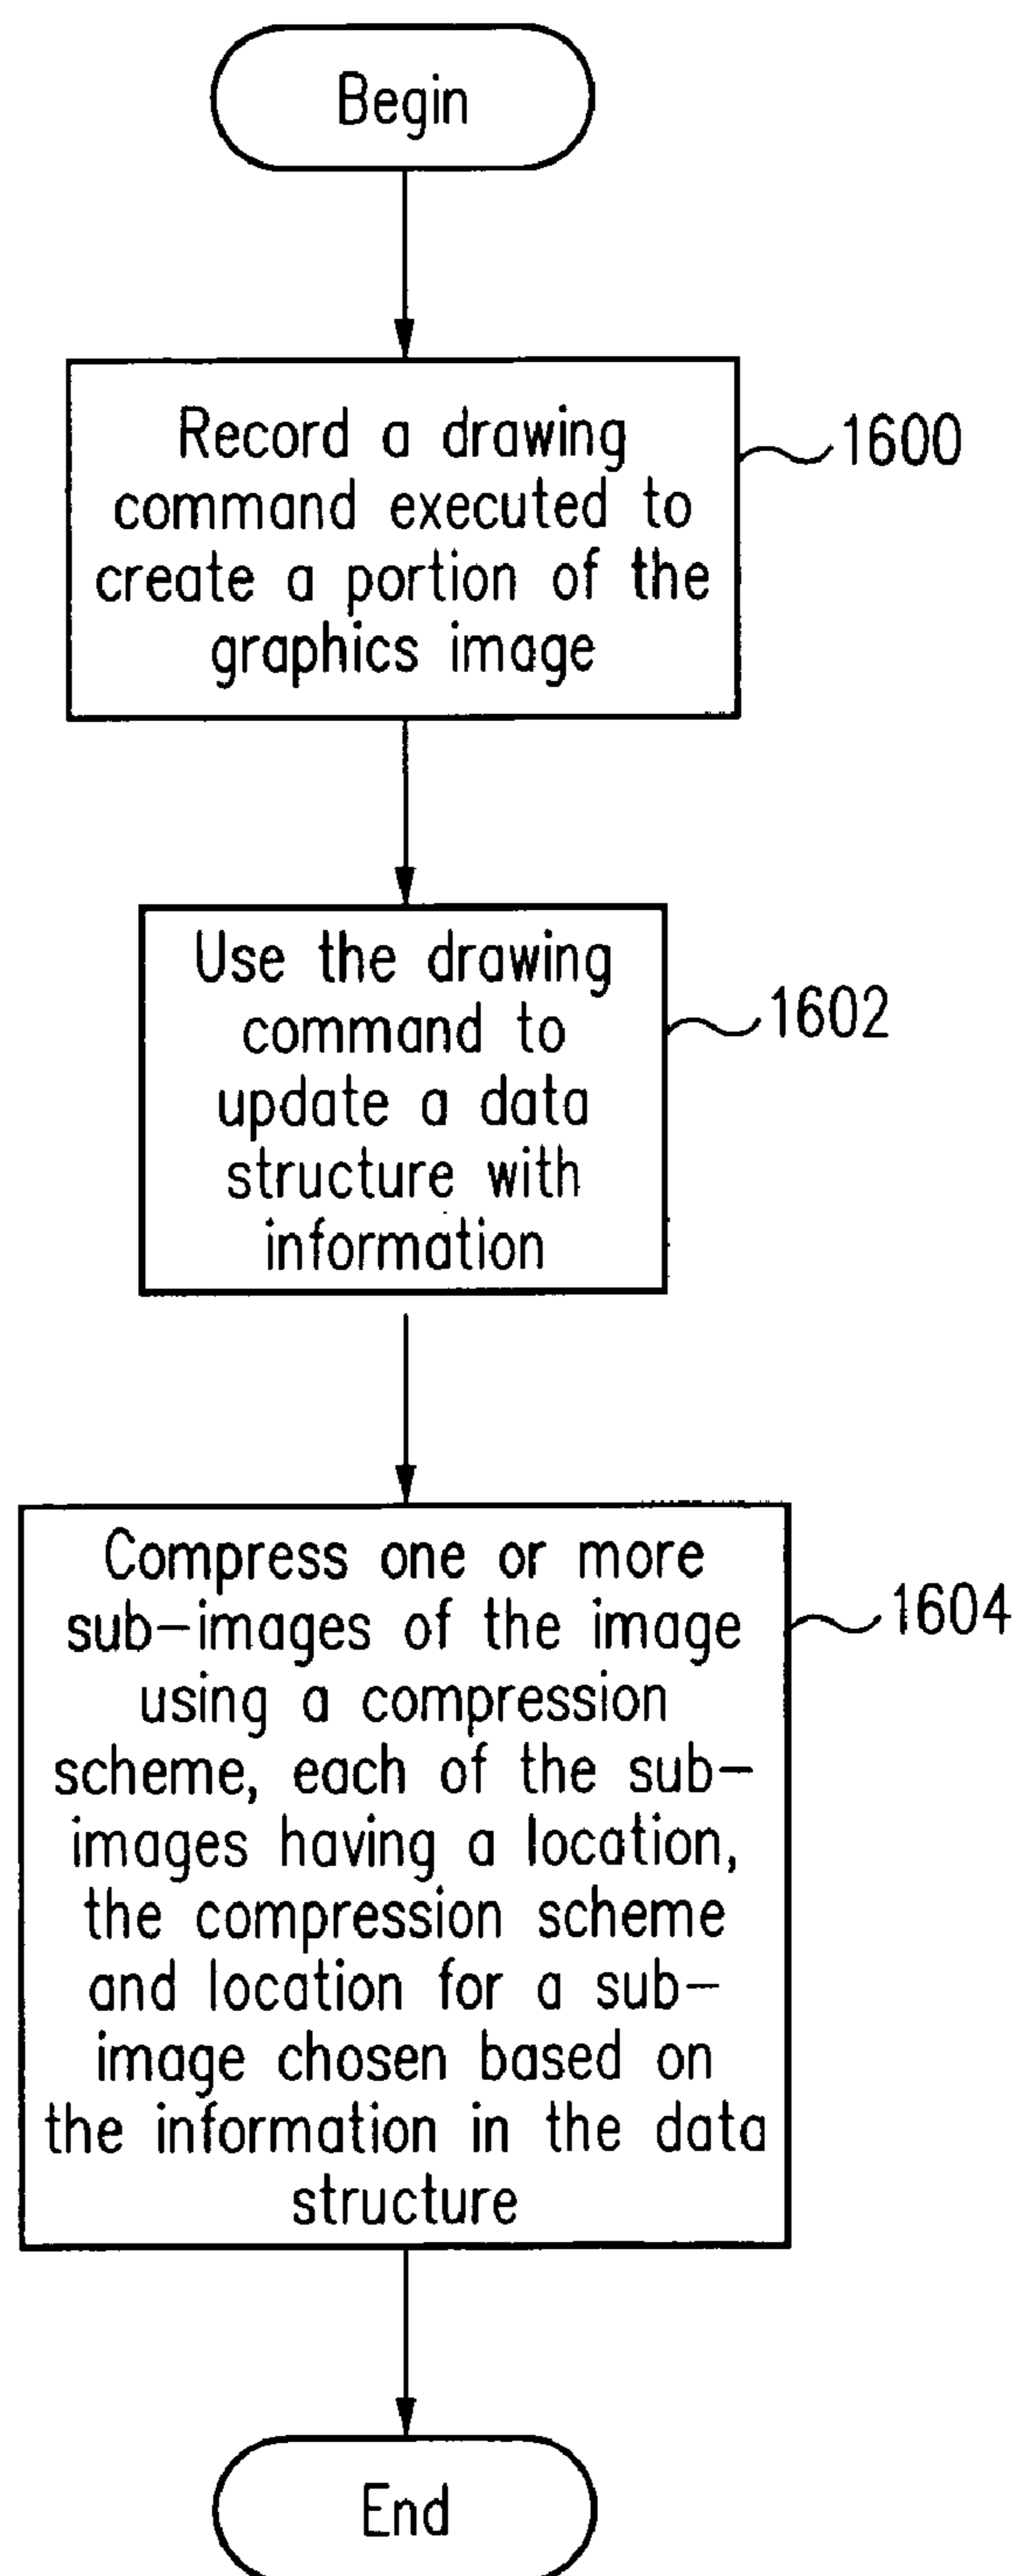 Begin
Record a drawing
command executed to
create a portion of the
graphics image
1600
Use the drawing
command to
update a data
structure with
information
1602
Compress one or more
sub-images of the image
using a compression
scheme, each of the sub-
images having a location,
the compression scheme
and location for a sub-
image chosen based on
the information in the data
structure
1604
End